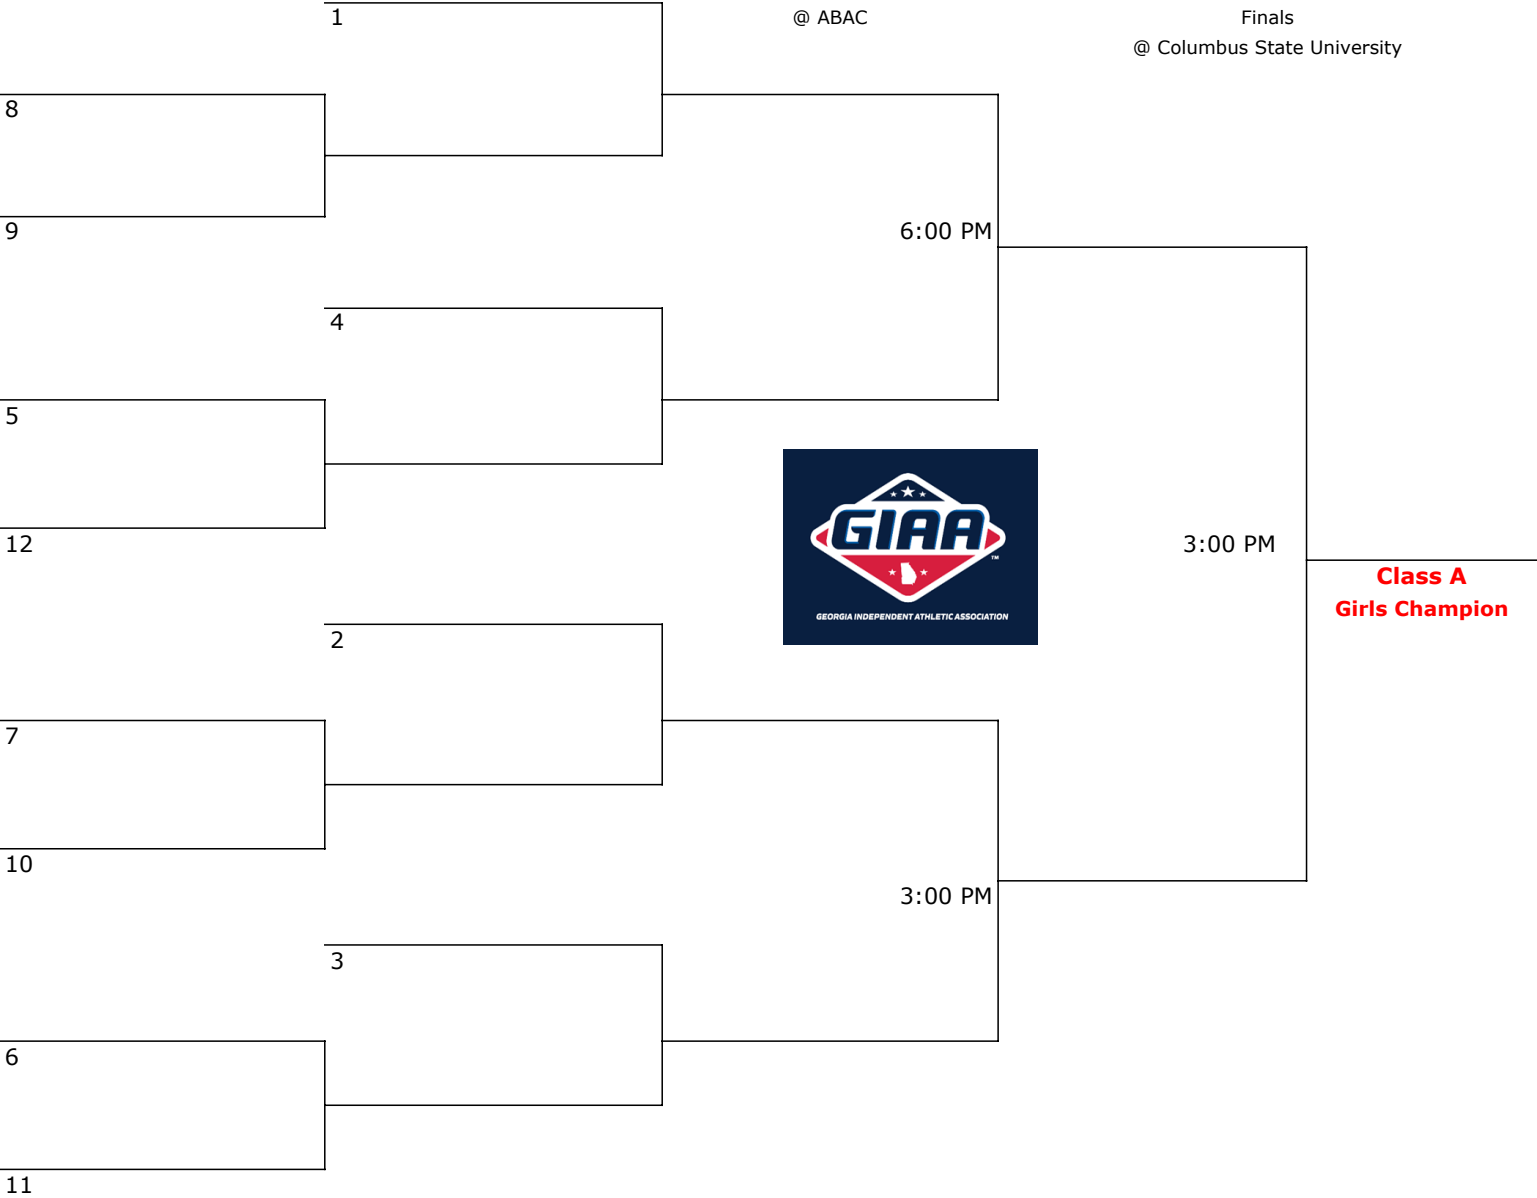 1
@ ABAC
Finals
@ Columbus State University
8
9
6:00 PM
4
5
12
GIAA
™
GEORGIA INDEPENDENT ATHLETIC ASSOCIATION
3:00 PM
Class A
Girls Champion
2
7
10
3:00 PM
3
6
11